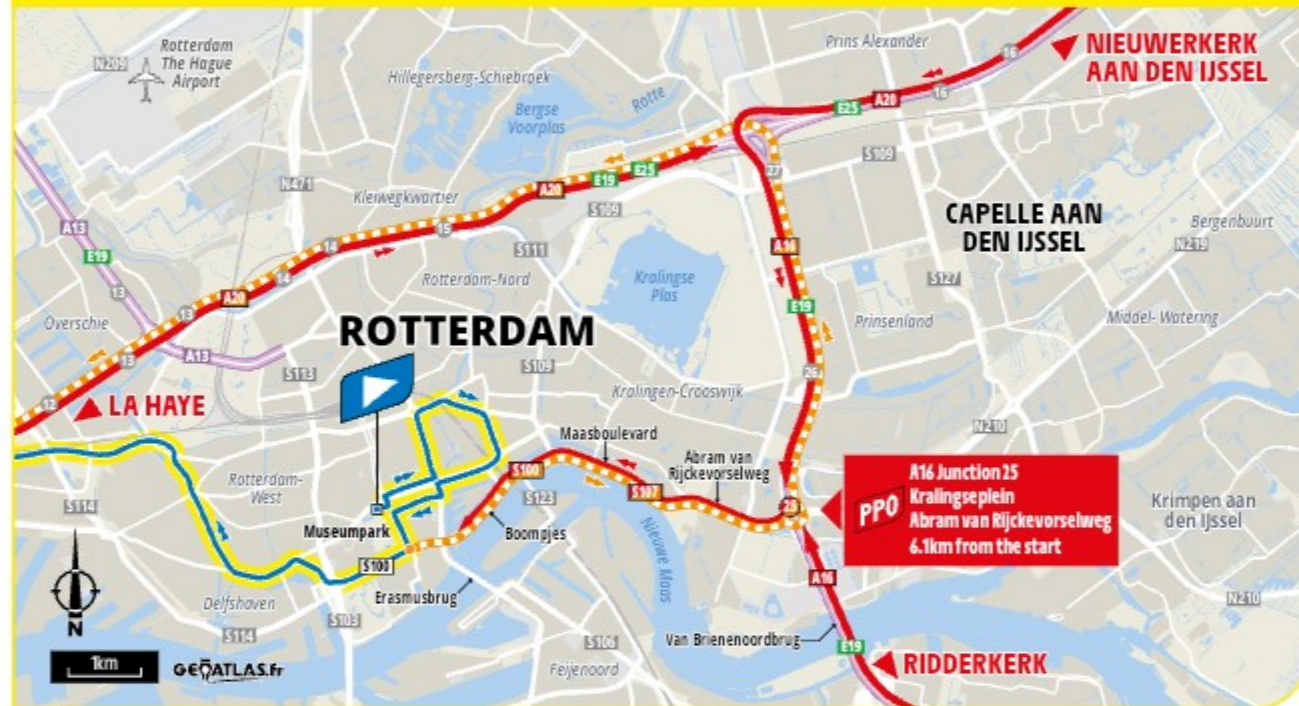 Rotterdam
The Hague
Airport
N209
Prins Alexander
16
NIEUWERKERK
AAN DEN IJSSEL
Hillegersberg-Schiebroek
Rotte
Bergse
Voorplas
E25
A20
16
S109
N471
Kleiwegkwartier
A20
E19
E25
27
S109
A13
E19
14
15
S111
A16
CAPELLE AAN
DEN IJSSEL
Bergenbuurt
N219
13
14
Rotterdam-Nord
Kralingse
Plas
S127
13
A20
E19
Overschie
13
A13
ROTTERDAM
Prinsenland
Middel- Watering
12
LA HAYE
S113
S109
26
Kralingen-Crooswijk
N210
Maasboulevard
Abram van
Rijckevorselweg
Rotterdam-
West
S100
S107
S123
25
PPO
A16 Junction 25
Kralingseplein
Abram van Rijckevorselweg
6.1km from the start
Krimpen aan
den IJssel
S114
Museumpark
Boompjes
Nieuwe Maas
S100
A16
Erasmusbrug
Delfshaven
S103
N210
N
S114
S106
Van Brienenoordbrug
E19
1km
GEOATLAS.fr
Feijenoord
RIDDERKERK